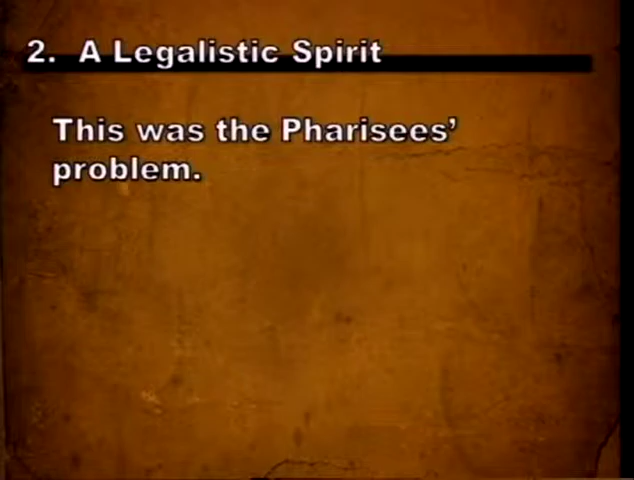 2. A Legalistic Spirit
This was the Pharisees’
problem.